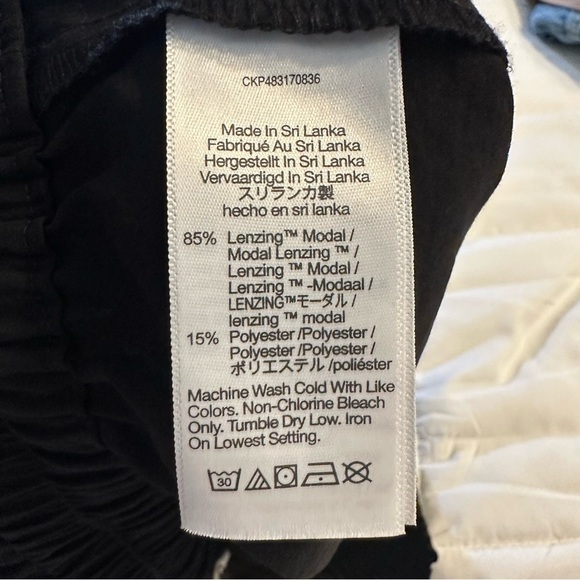 CKP483170836
Made In Sri Lanka
Fabriqué Au Sri Lanka
Hergestellt In Sri Lanka
Vervaardigd In Sri Lanka
スリランカ製
hecho en sri lanka
85% Lenzing™ Modal /
Modal Lenzing ™ /
Lenzing ™ Modal /
Lenzing ™ -Modaal /
LENZING™モーダル /
lenzing ™ modal
15% Polyester /Polyester /
Polyester /Polyester /
ポリエステル /poliéster
Machine Wash Cold With Like
Colors. Non-Chlorine Bleach
Only. Tumble Dry Low. Iron
On Lowest Setting.
30